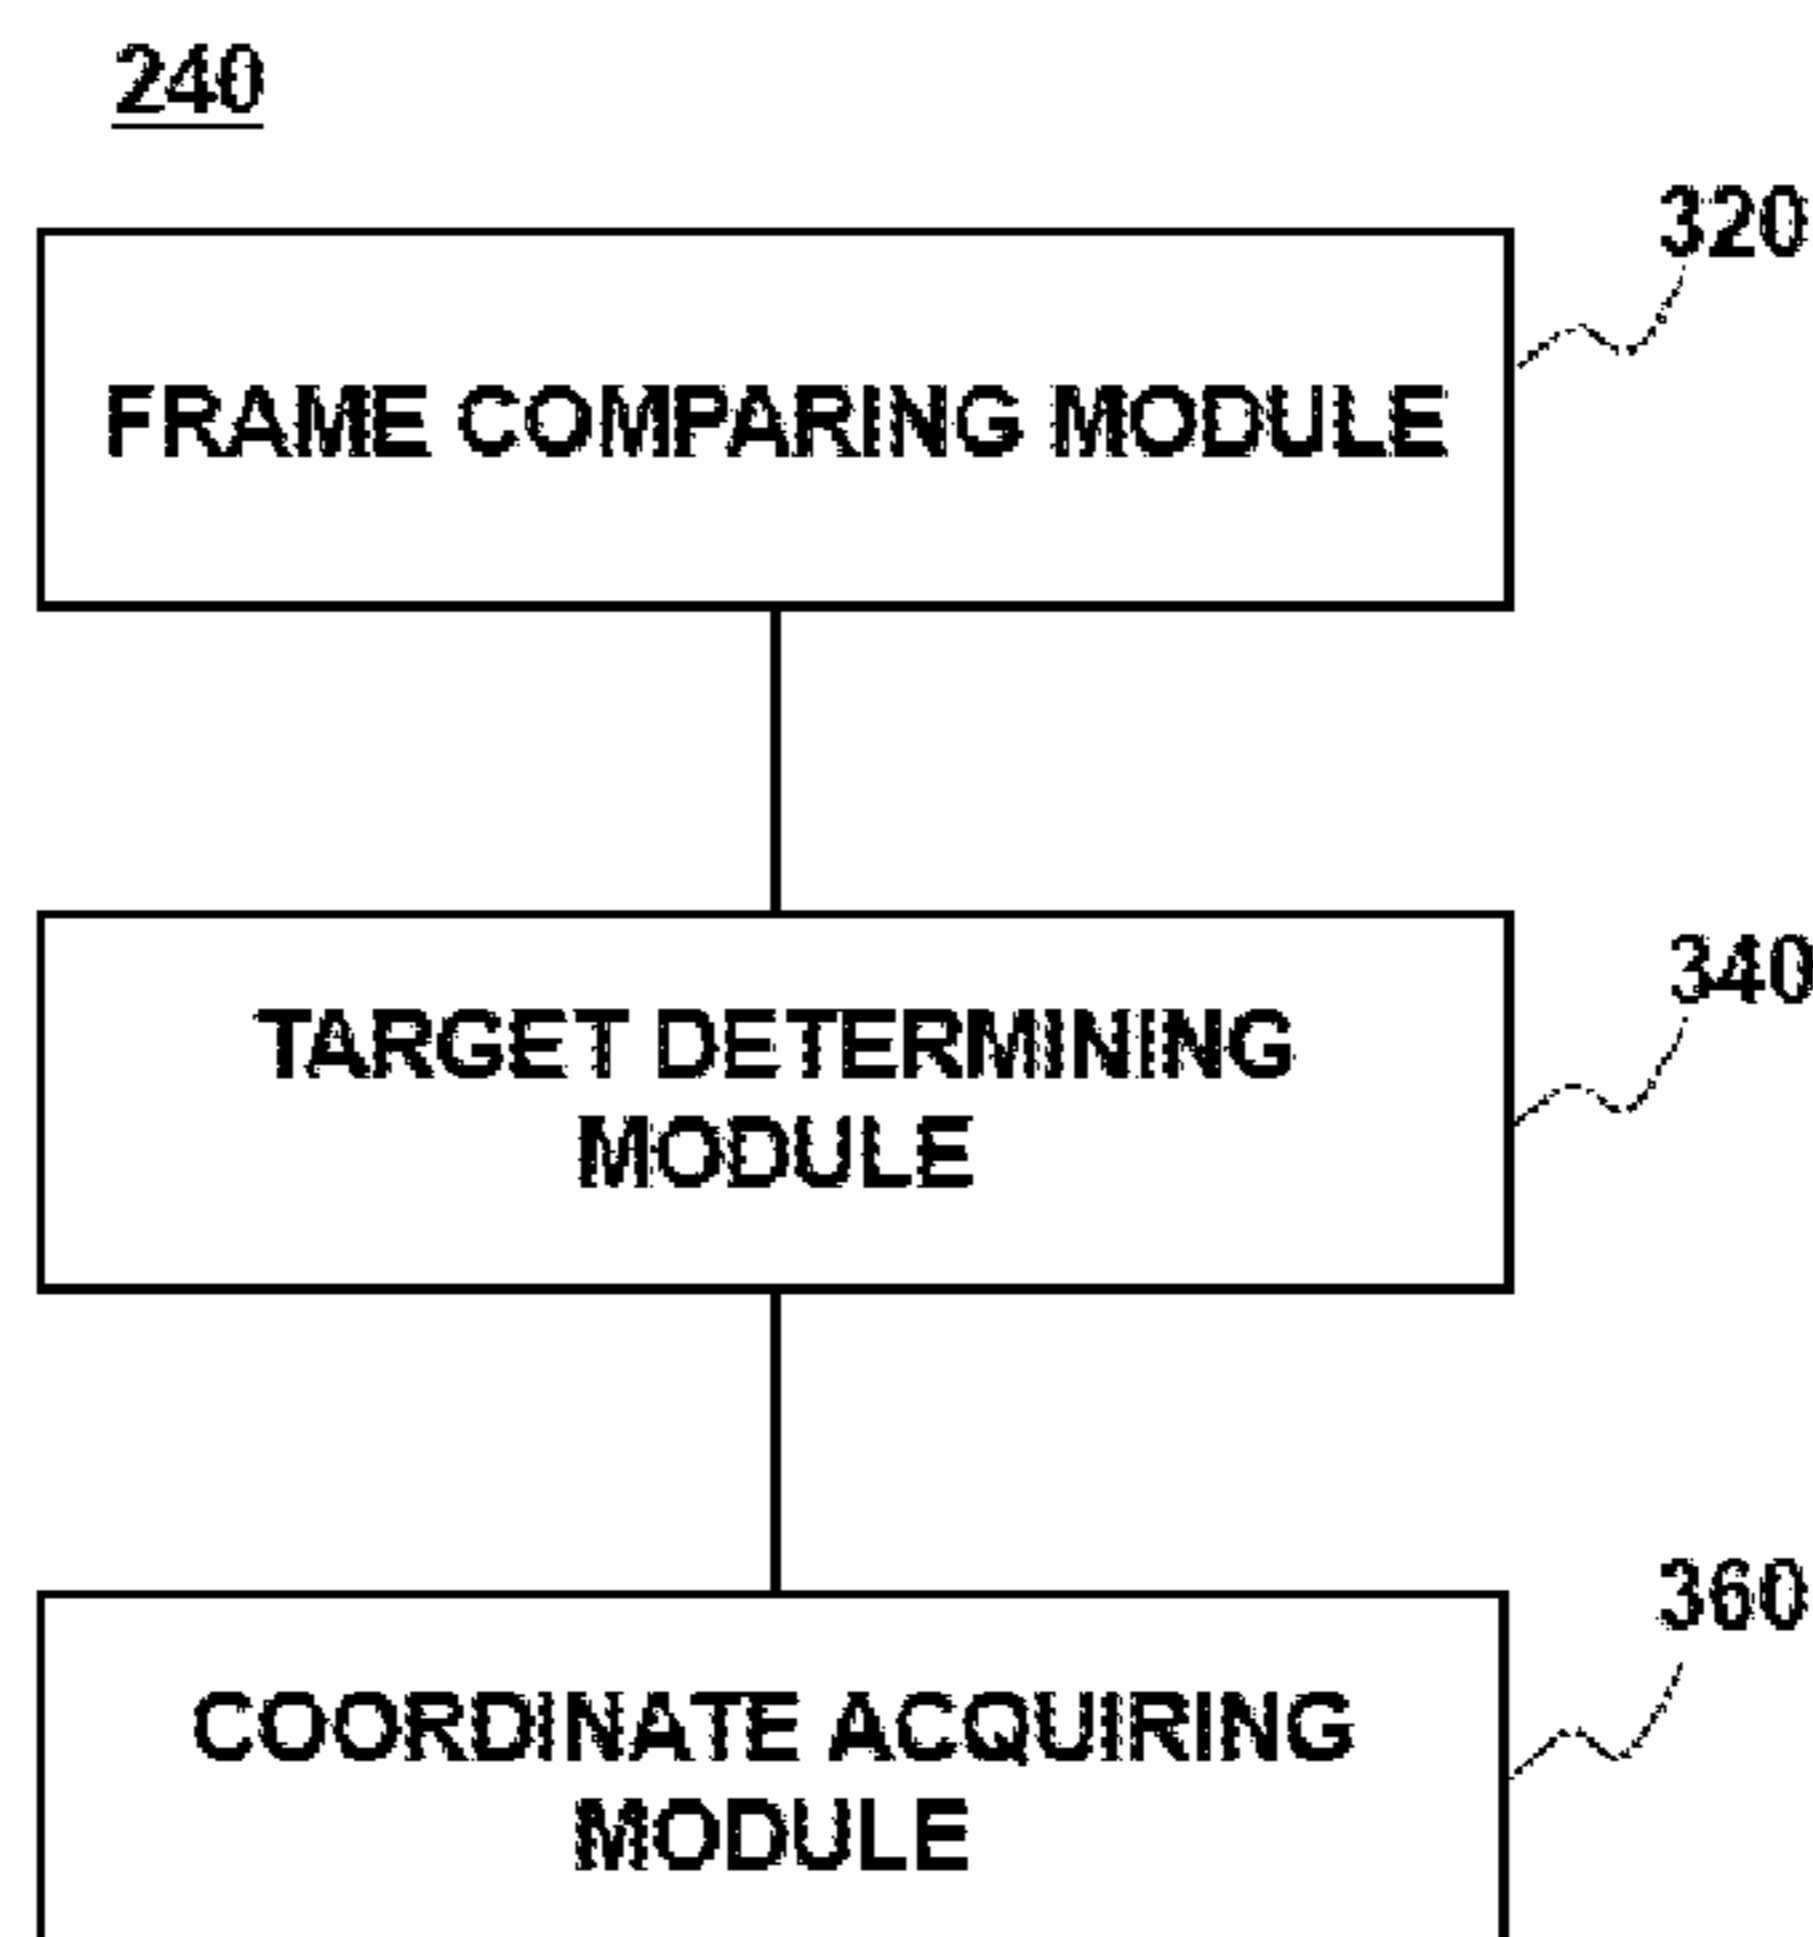 240
320
FRAME COMPARING MODULE
340
TARGET DETERMINING
MODULE
360
COORDINATE ACQUIRING
MODULE